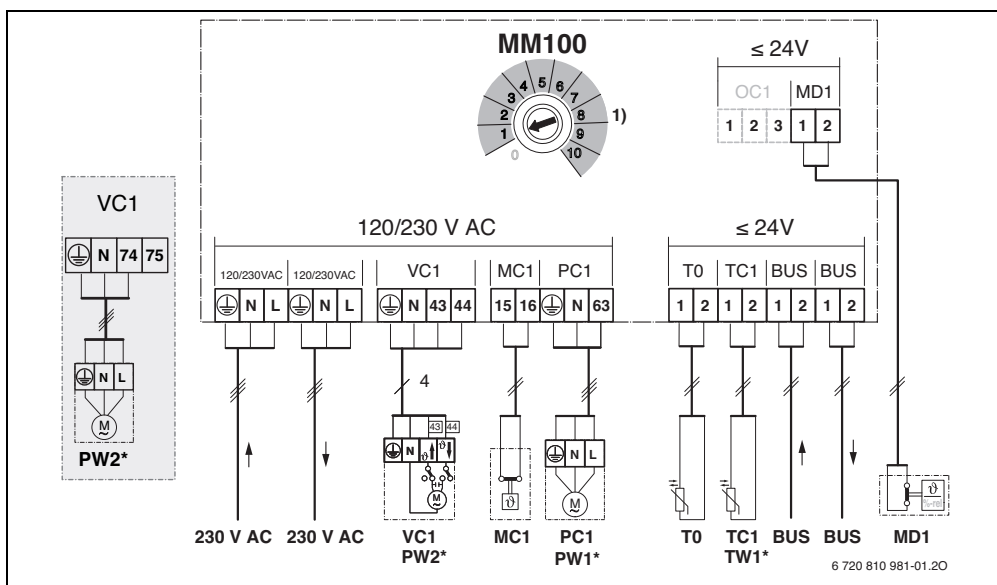 MM100
≤ 24V
OC1 MD1
1 2 3 1 2
0 1 2 3 4 5 6 7 8 9 10
1)
VC1
N 74 75
N L
M
~
PW2*
120/230 V AC
≤ 24V
120/230VAC 120/230VAC VC1 MC1 PC1 T0 TC1 BUS BUS
N L N L N 43 44 15 16 N 63 1 2 1 2 1 2 1 2
4
43 44
N ϑ ϑ
N L
M
~
ϑ
M
~
ϑ
%-rel.
230 V AC 230 V AC VC1 MC1 PC1 T0 TC1 BUS BUS MD1
PW2* PW1* TW1*
6 720 810 981-01.2O